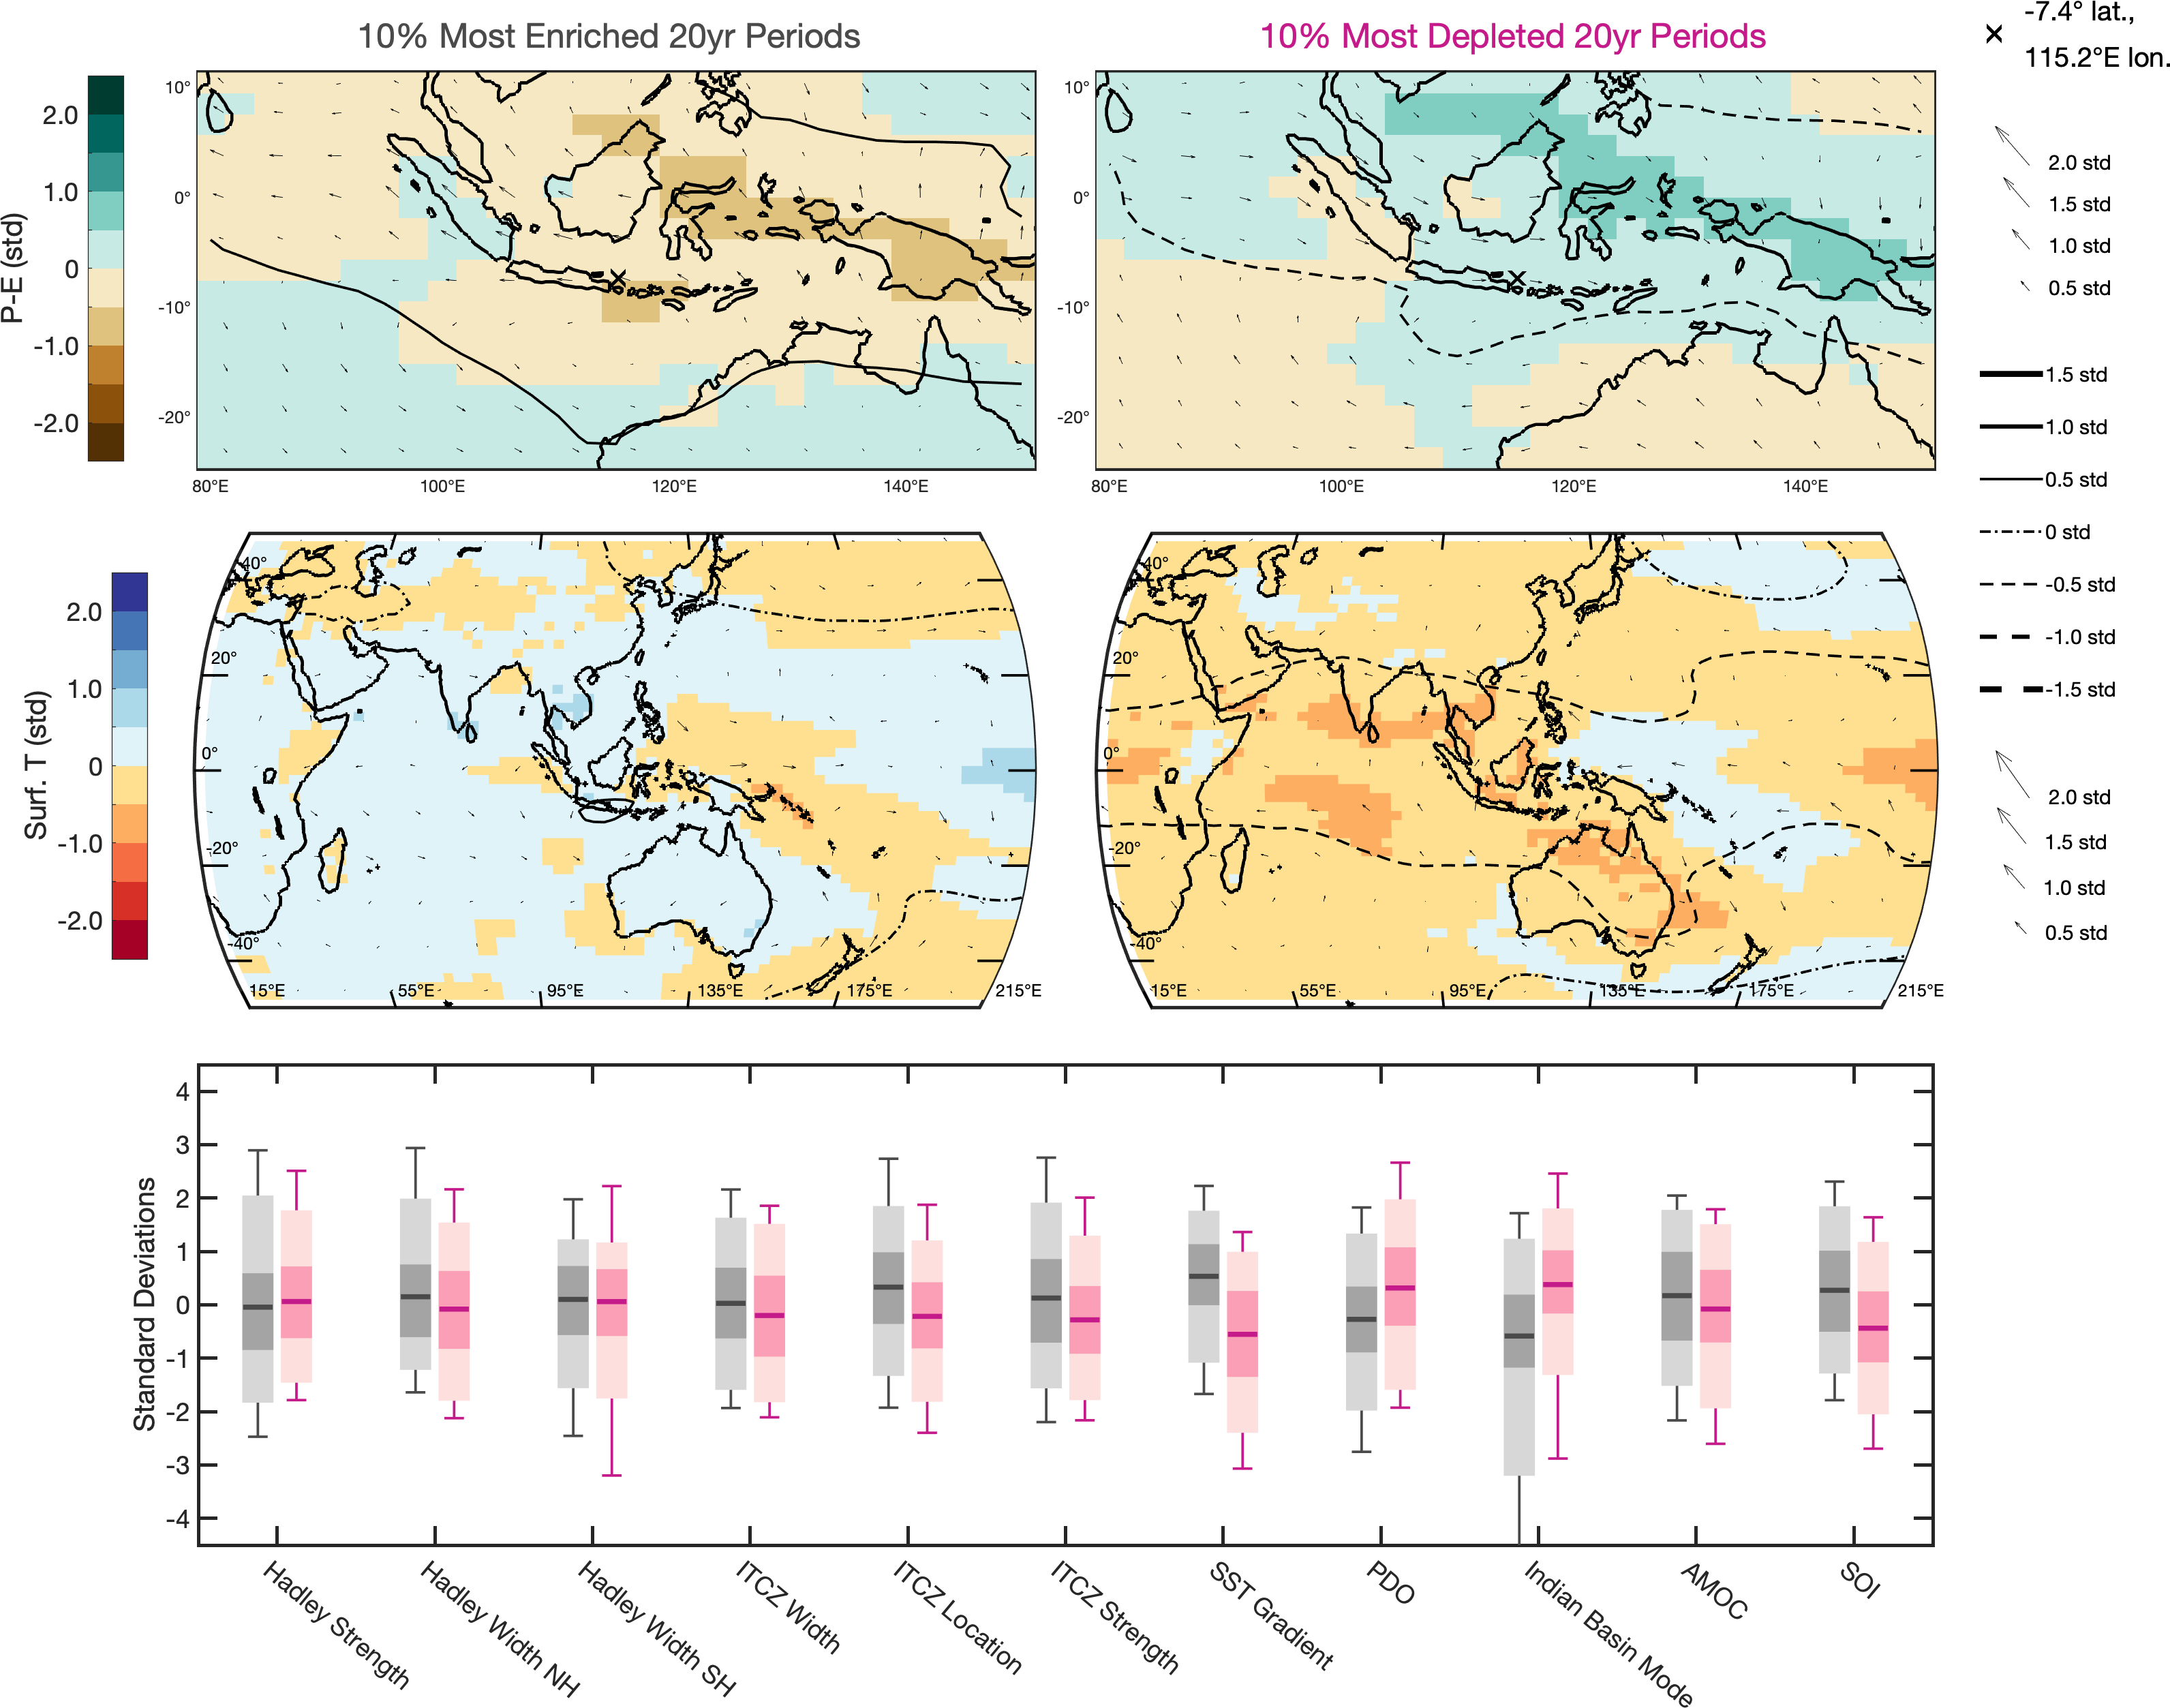 10% Most Enriched 20yr Periods
10% Most Depleted 20yr Periods
-7.4° lat.,
115.2°E lon.
P-E (std)
2.0
1.0
0
-1.0
-2.0
10°
0°
-10°
-20°
80°E
100°E
120°E
140°E
10°
0°
-10°
-20°
80°E
100°E
120°E
140°E
2.0 std
1.5 std
1.0 std
0.5 std
1.5 std
1.0 std
0.5 std
0 std
-0.5 std
-1.0 std
-1.5 std
Surf. T (std)
2.0
1.0
0
-1.0
-2.0
40°
20°
0°
-20°
-40°
15°E
55°E
95°E
135°E
175°E
215°E
40°
20°
0°
-20°
-40°
15°E
55°E
95°E
135°E
175°E
215°E
2.0 std
1.5 std
1.0 std
0.5 std
Standard Deviations
4
3
2
1
0
-1
-2
-3
-4
Hadley Strength
Hadley Width NH
Hadley Width SH
ITCZ Width
ITCZ Location
ITCZ Strength
SST Gradient
PDO
Indian Basin Mode
AMOC
SOI